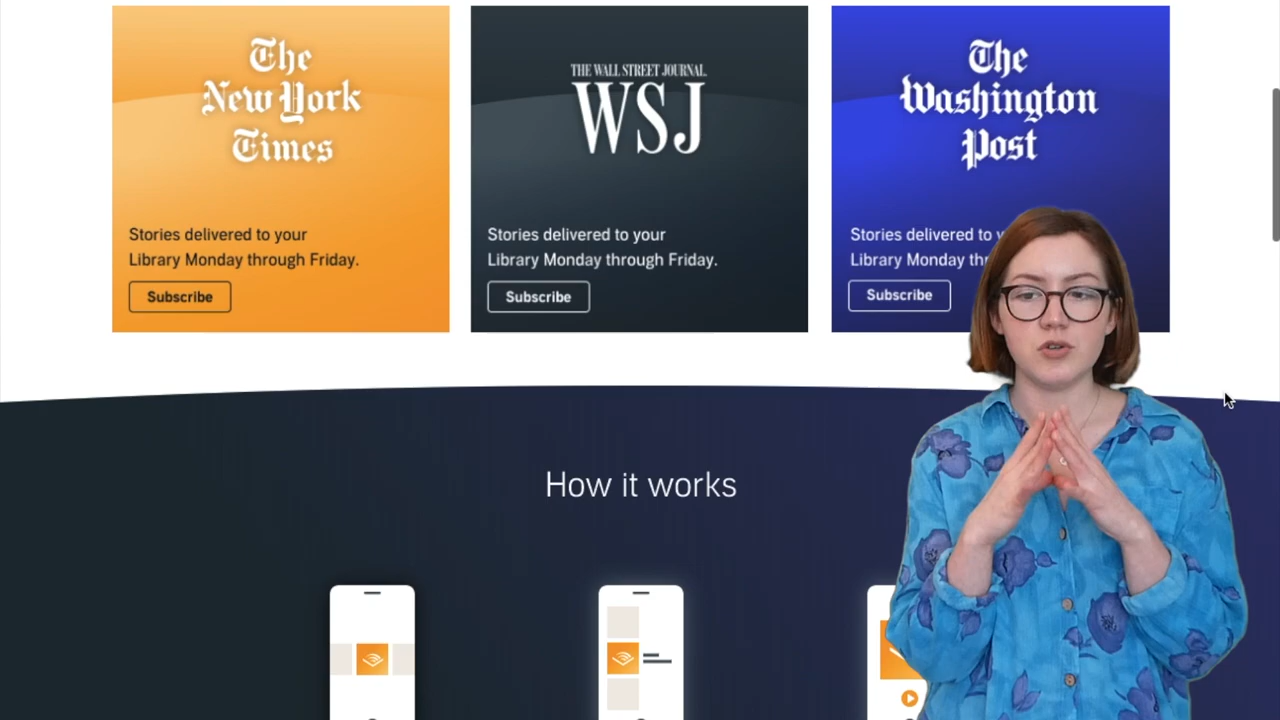 The
New York
Times
Stories delivered to your
Library Monday through Friday.
Subscribe
THE WALL STREET JOURNAL.
WSJ
Stories delivered to your
Library Monday through Friday.
Subscribe
The
Washington
Post
Stories delivered to
Library Monday
Subscribe
How it works